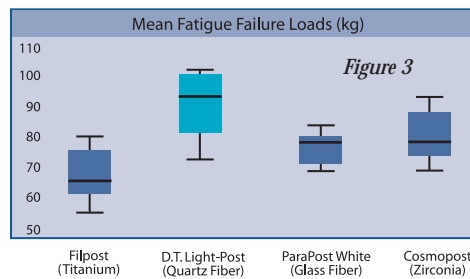 Mean Fatigue Failure Loads (kg)
110
Figure 3
100
90
80
70
60
50
Filpost D.T. Light-Post ParaPost White Cosmopost
(Titanium) (Quartz Fiber) (Glass Fiber) (Zirconia)